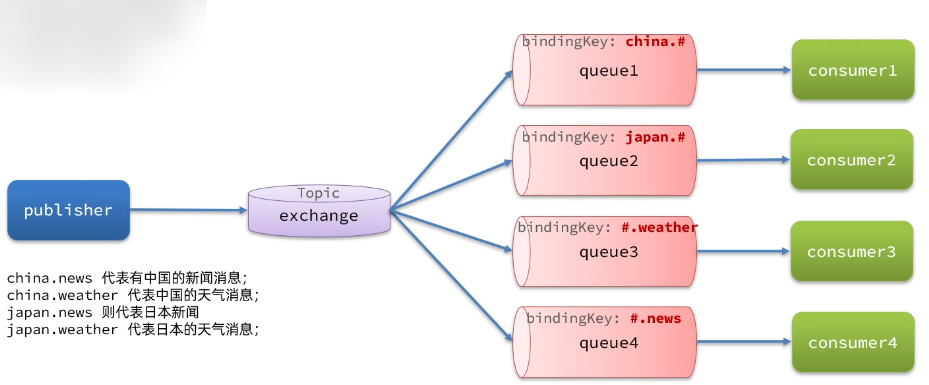 bindingKey: china.#
queue1
consumer1
bindingKey: japan.#
queue2
consumer2
publisher
Topic
exchange
bindingKey: #.weather
queue3
consumer3
china.news 代表有中国的新闻消息;
china.weather 代表中国的天气消息;
japan.news 则代表日本新闻
japan.weather 代表日本的天气消息;
bindingKey: #.news
queue4
consumer4